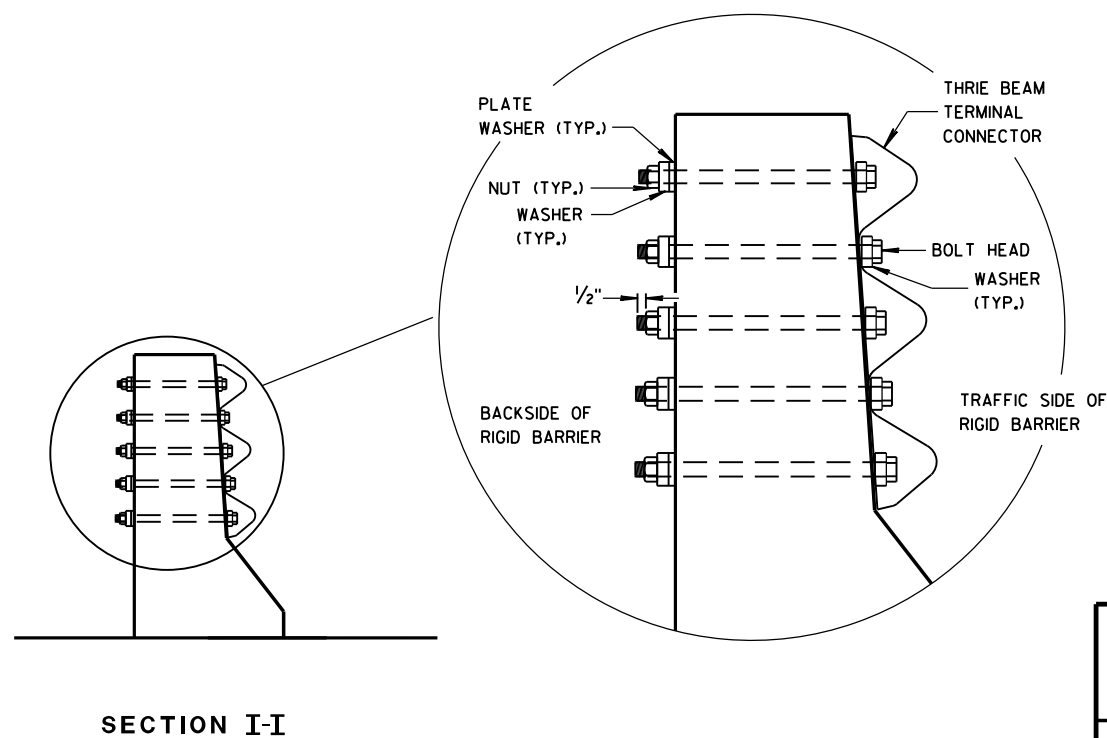 PLATE
WASHER (TYP.)
NUT (TYP.)
WASHER
(TYP.)
1/2"
BACKSIDE OF
RIGID BARRIER
THRIE BEAM
TERMINAL
CONNECTOR
BOLT HEAD
WASHER
(TYP.)
TRAFFIC SIDE OF
RIGID BARRIER
SECTION I-I